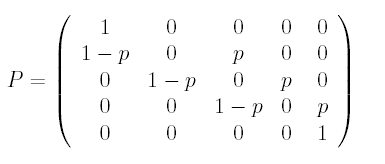 1 0 0 0 0
1 − p 0 p 0 0
P = 0 1 − p 0 p 0
0 0 1 − p 0 p
0 0 0 0 1